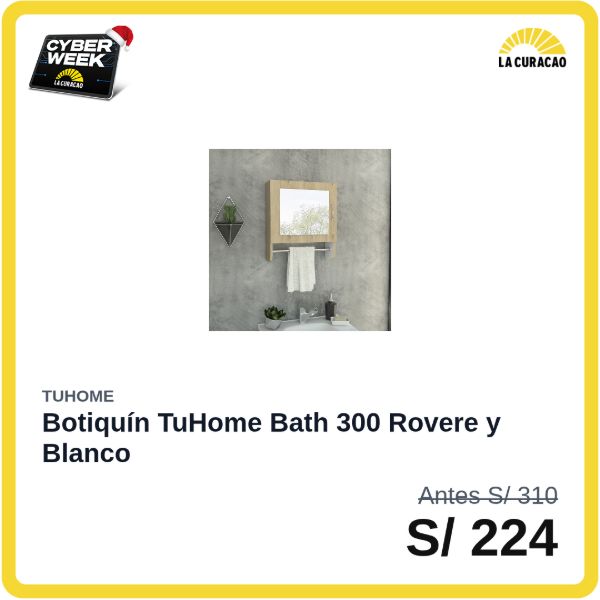 CYBER
WEEK
LA CURACAO
LA CURACAO
TUHOME
Botiquín TuHome Bath 300 Rovere y
Blanco
Antes S/ 310
S/ 224